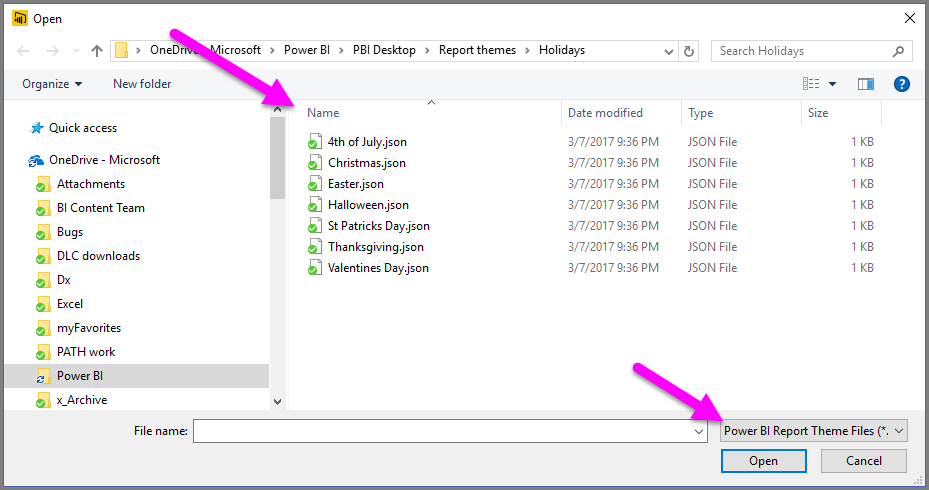 Open
OneDrive - Microsoft > Power BI > PBI Desktop > Report themes > Holidays
Search Holidays
Organize
New folder
?
Quick access
OneDrive - Microsoft
Attachments
BI Content Team
Bugs
DLC downloads
Dx
Excel
myFavorites
PATH work
Power BI
x_Archive
Name Date modified Type Size
4th of July.json 3/7/2017 9:36 PM JSON File 1 KB
Christmas.json 3/7/2017 9:36 PM JSON File 1 KB
Easter.json 3/7/2017 9:36 PM JSON File 1 KB
Halloween.json 3/7/2017 9:36 PM JSON File 1 KB
St Patricks Day.json 3/7/2017 9:36 PM JSON File 1 KB
Thanksgiving.json 3/7/2017 9:36 PM JSON File 1 KB
Valentines Day.json 3/7/2017 9:36 PM JSON File 1 KB
File name:
Power BI Report Theme Files (*.
Open
Cancel